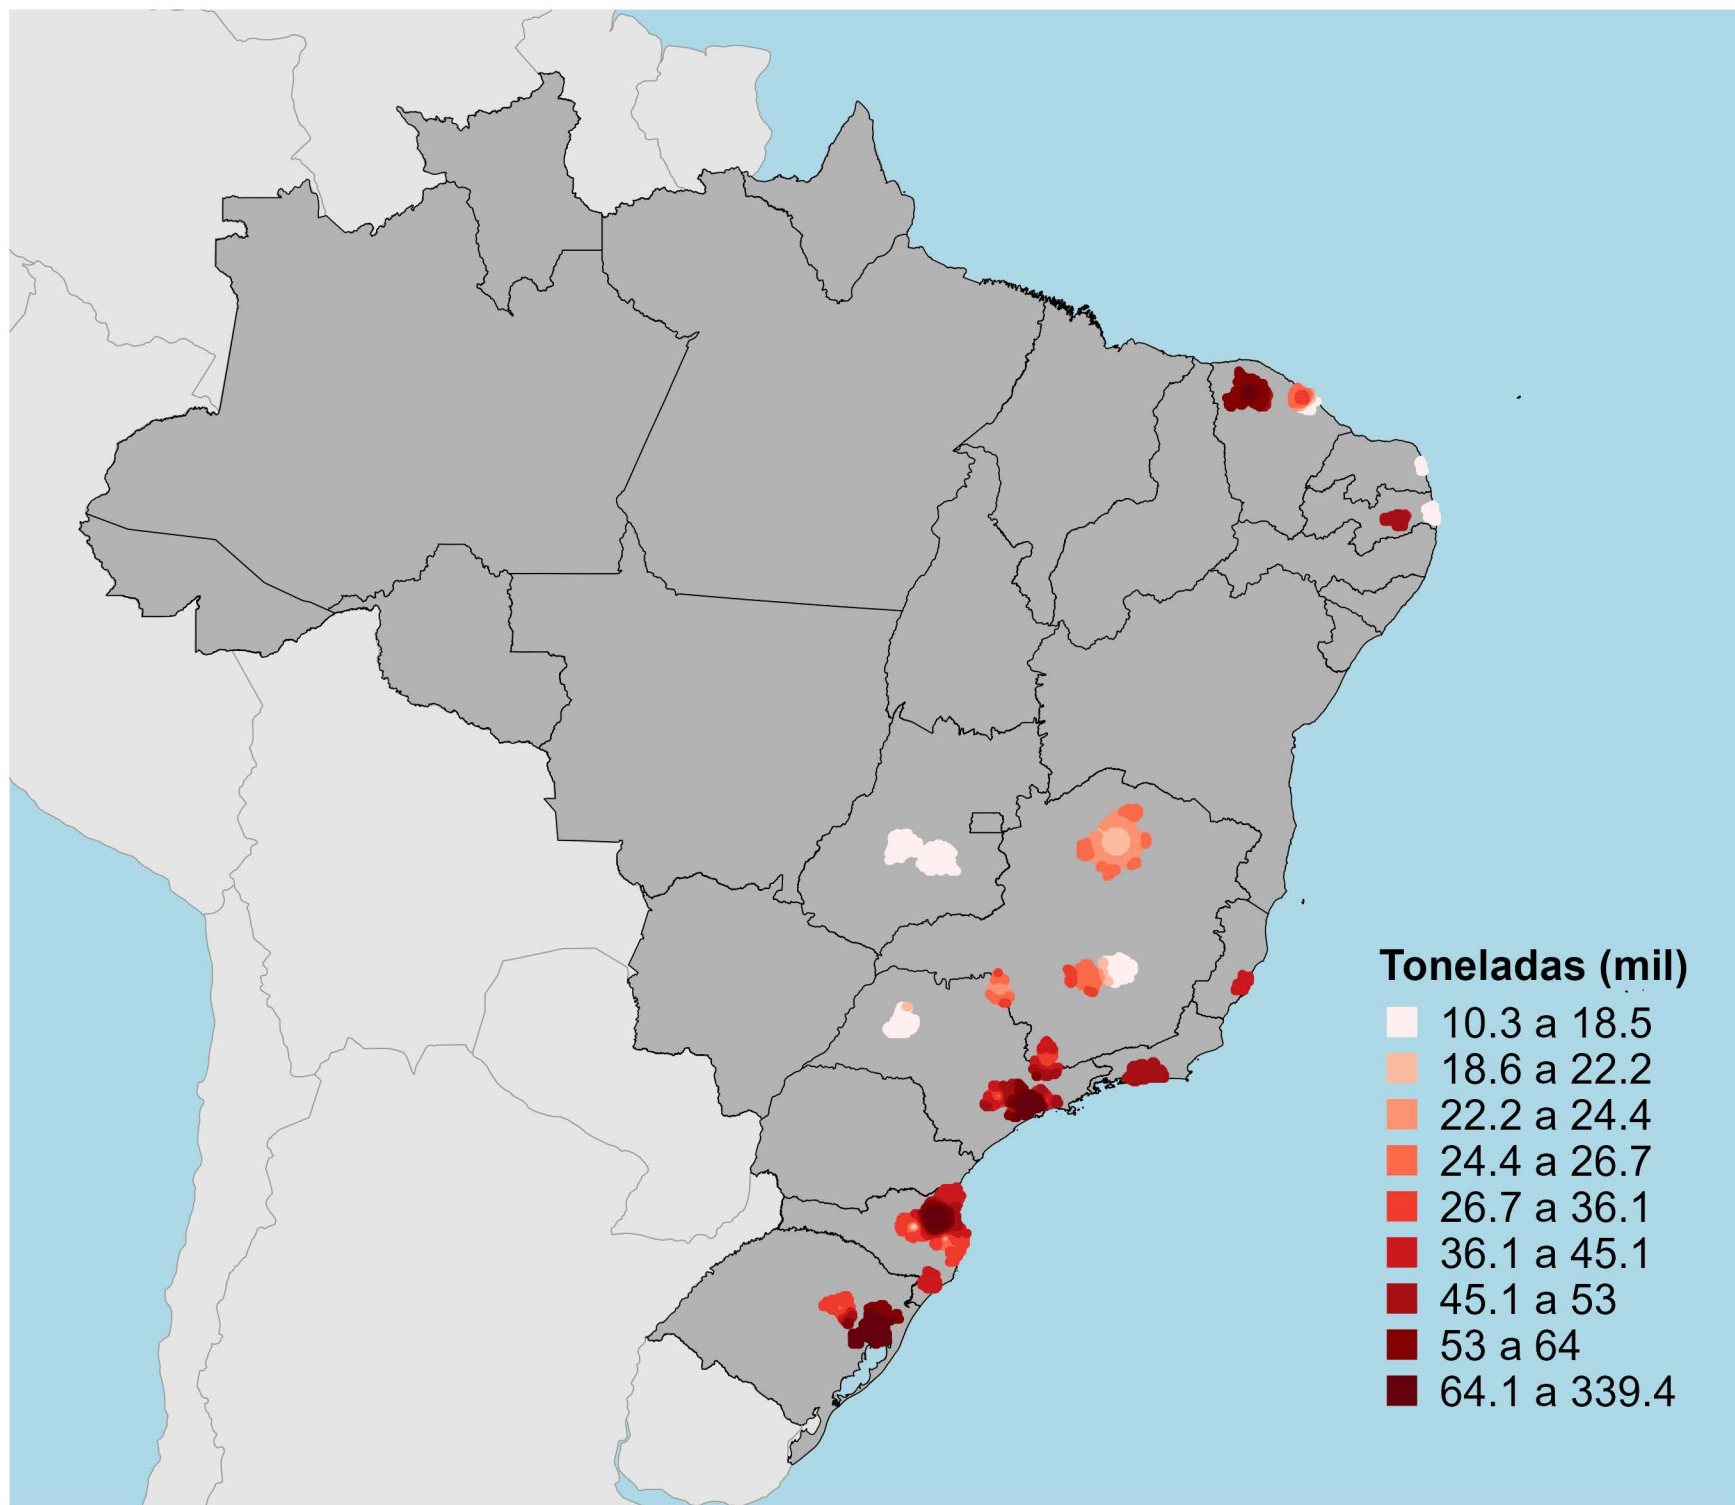 Toneladas (mil)
10.3 a 18.5
18.6 a 22.2
22.2 a 24.4
24.4 a 26.7
26.7 a 36.1
36.1 a 45.1
45.1 a 53
53 a 64
64.1 a 339.4